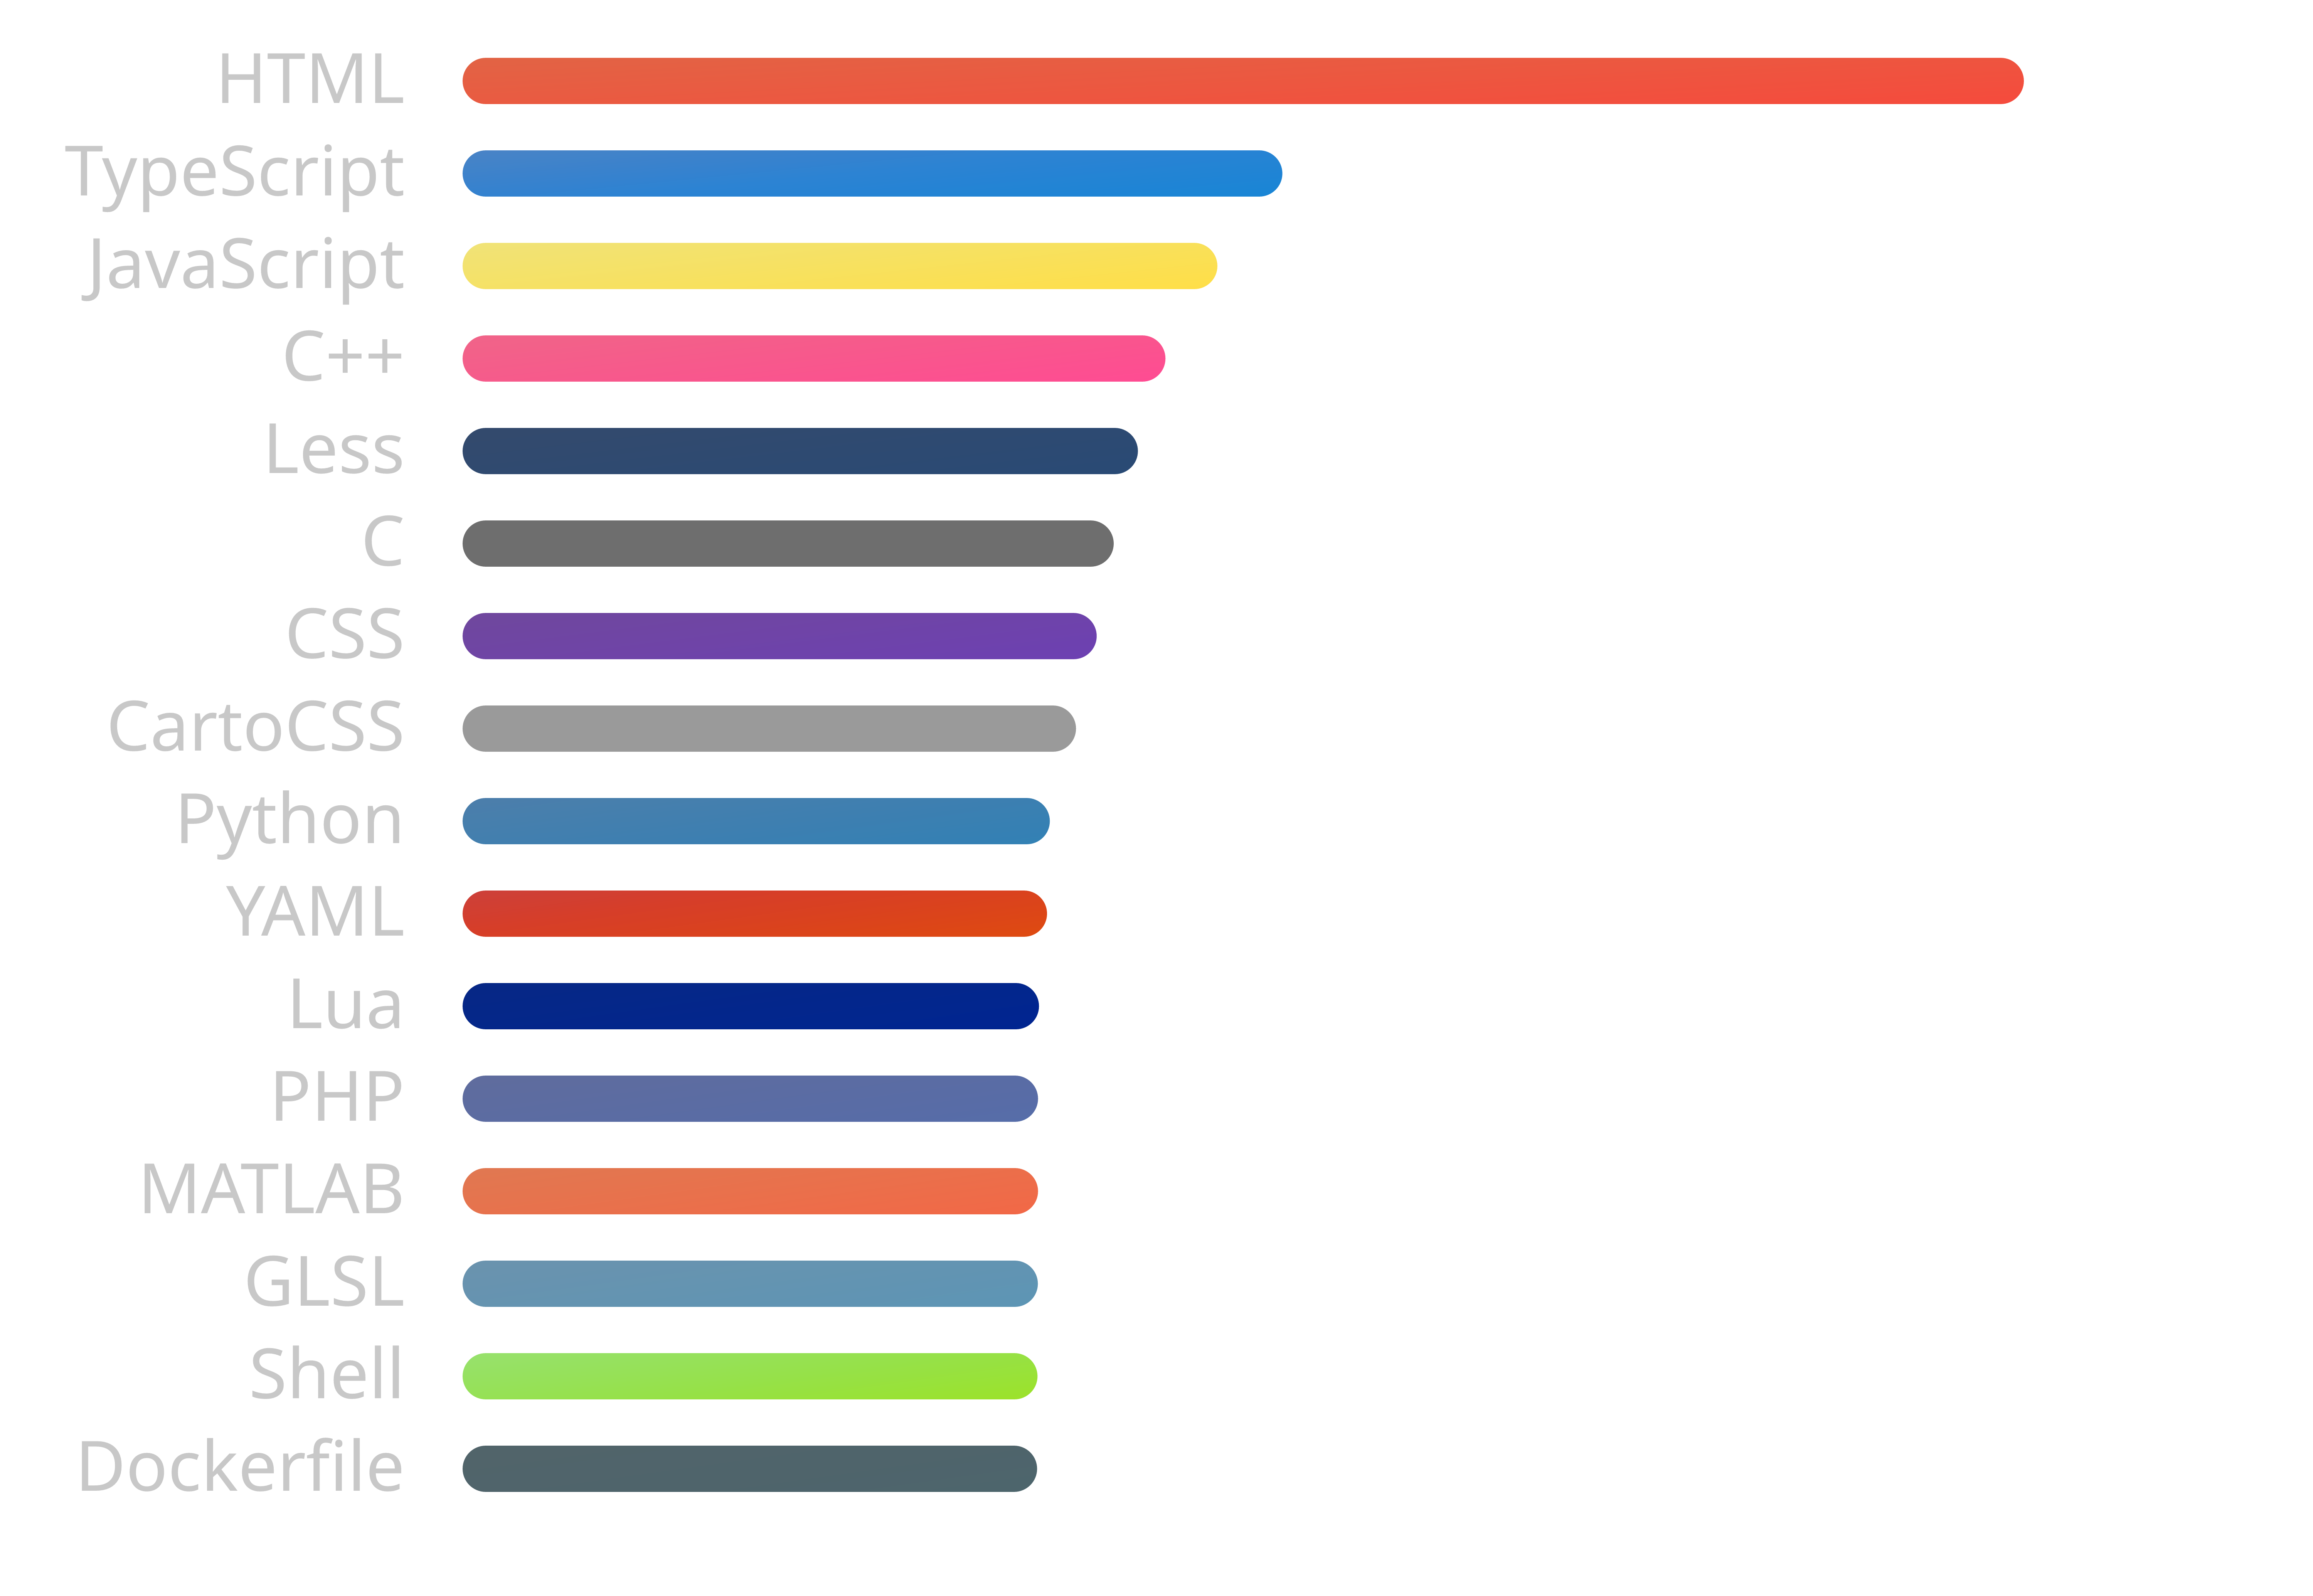 HTML
TypeScript
JavaScript
C++
Less
C
CSS
CartoCSS
Python
YAML
Lua
PHP
MATLAB
GLSL
Shell
Dockerfile